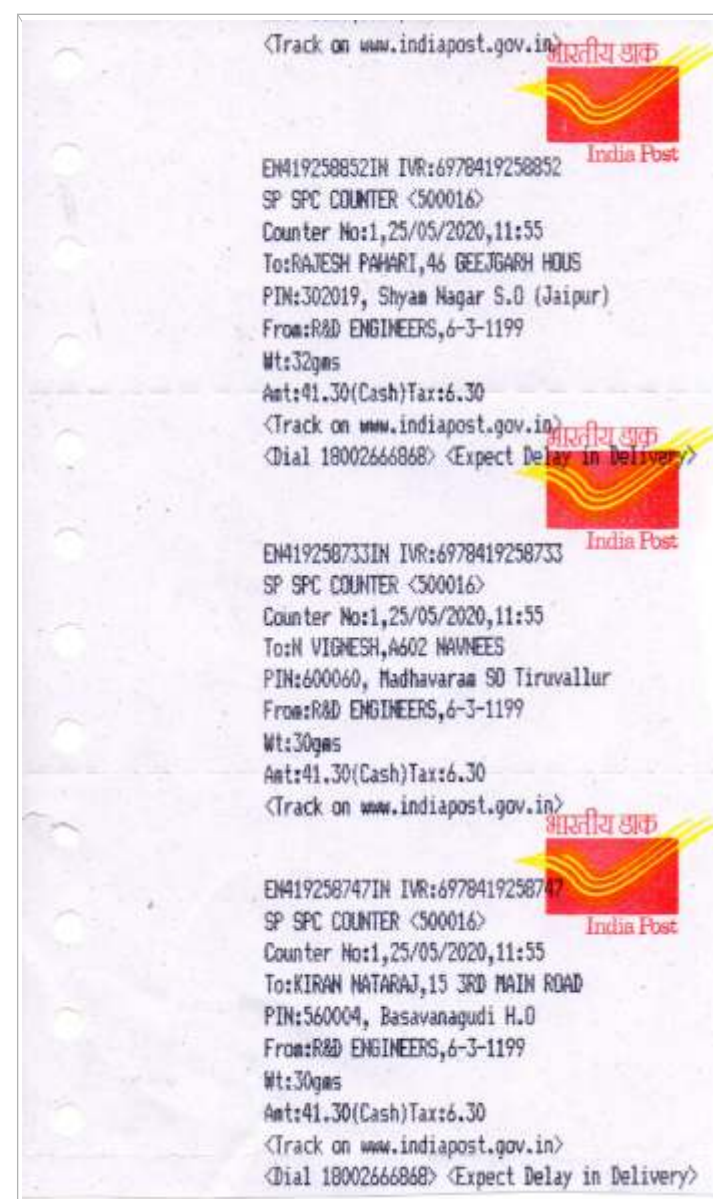 <Track on www.indiapost.gov.in>
भारतीय डाक
India Post
EN419258852IN IVR:6978419258852
SP SPC COUNTER <500016>
Counter No:1,25/05/2020,11:55
To:RAJESH PAHARI,46 GEEJGARH HOUS
PIN:302019, Shyam Nagar S.O (Jaipur)
From:R&D ENGINEERS,6-3-1199
Wt:32gms
Amt:41.30(Cash)Tax:6.30
<Track on www.indiapost.gov.in>
भारतीय डाक
<Dial 18002666868> <Expect Delay in Delivery>
India Post
EN419258733IN IVR:6978419258733
SP SPC COUNTER <500016>
Counter No:1,25/05/2020,11:55
To:N VIGNESH,A602 NAVNEES
PIN:600060, Madhavaram SO Tiruvallur
From:R&D ENGINEERS,6-3-1199
Wt:30gms
Amt:41.30(Cash)Tax:6.30
<Track on www.indiapost.gov.in>
भारतीय डाक
EN419258747IN IVR:6978419258747
SP SPC COUNTER <500016>
India Post
Counter No:1,25/05/2020,11:55
To:KIRAN NATARAJ,15 3RD MAIN ROAD
PIN:560004, Basavanagudi H.O
From:R&D ENGINEERS,6-3-1199
Wt:30gms
Amt:41.30(Cash)Tax:6.30
<Track on www.indiapost.gov.in>
<Dial 18002666868> <Expect Delay in Delivery>